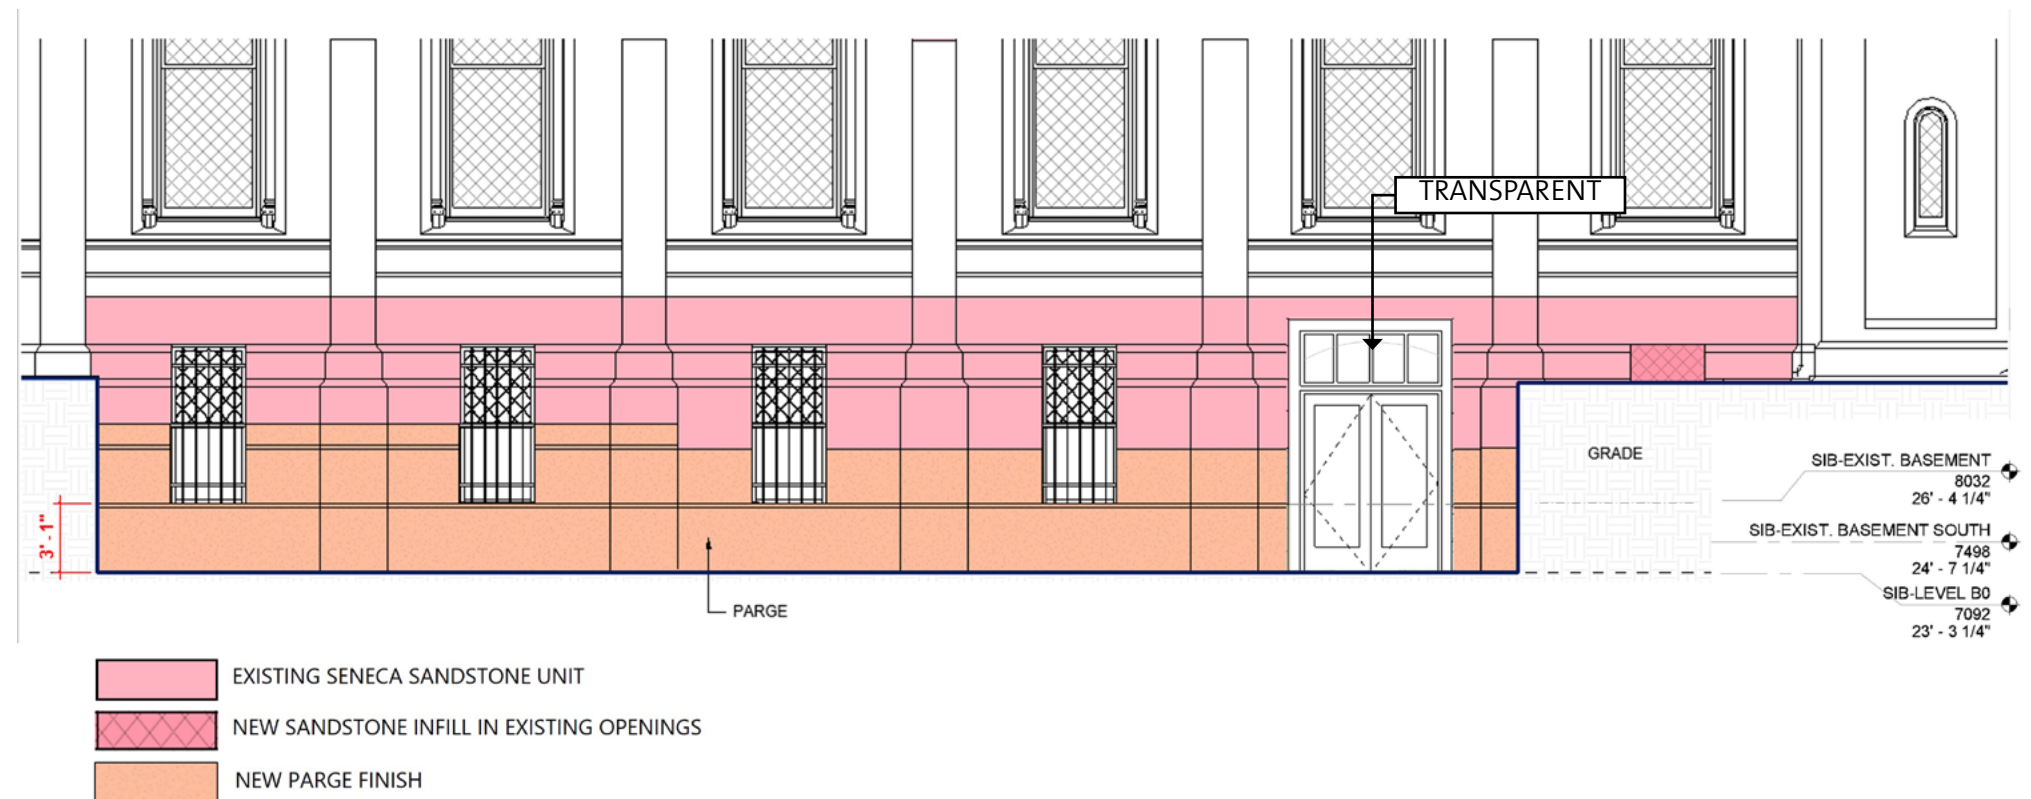 TRANSPARENT
GRADE
SIB-EXIST. BASEMENT
8032
26' - 4 1/4"
SIB-EXIST. BASEMENT SOUTH
7498
24' - 7 1/4"
SIB-LEVEL B0
7092
23' - 3 1/4"
3' - 1"
PARGE
EXISTING SENECA SANDSTONE UNIT
NEW SANDSTONE INFILL IN EXISTING OPENINGS
NEW PARGE FINISH